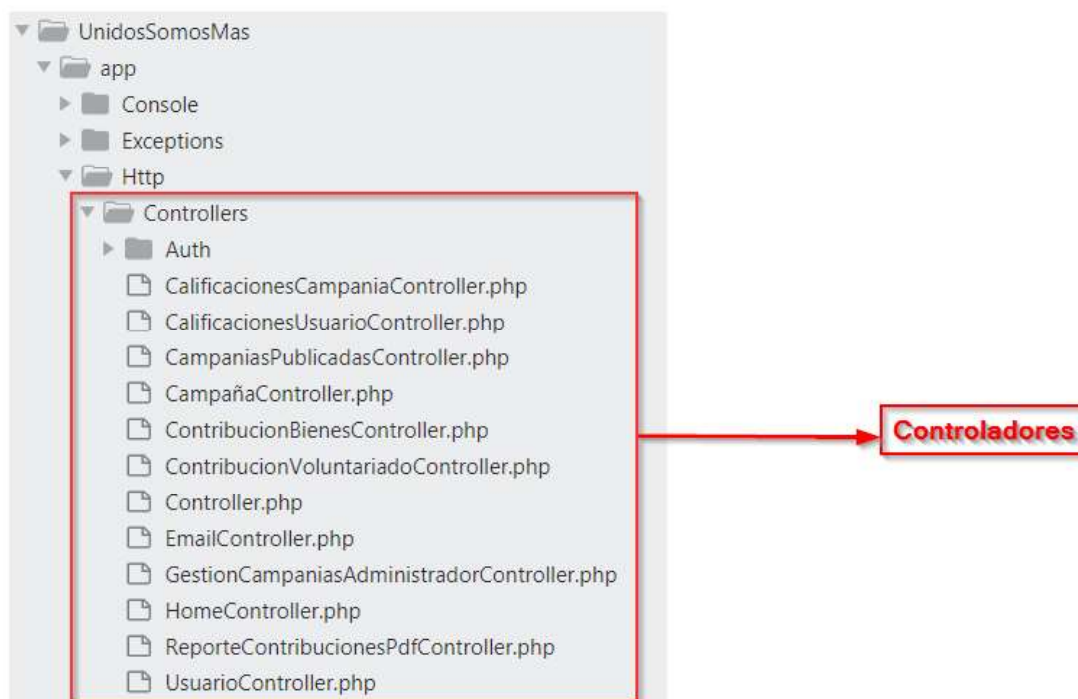 UnidosSomosMas
app
Console
Exceptions
Http
Controllers
Auth
CalificacionesCampaniaController.php
CalificacionesUsuarioController.php
CampaniasPublicadasController.php
CampañaController.php
ContribucionBienesController.php
ContribucionVoluntariadoController.php
Controller.php
EmailController.php
GestionCampaniasAdministradorController.php
HomeController.php
ReporteContribucionesPdfController.php
UsuarioController.php
Controladores